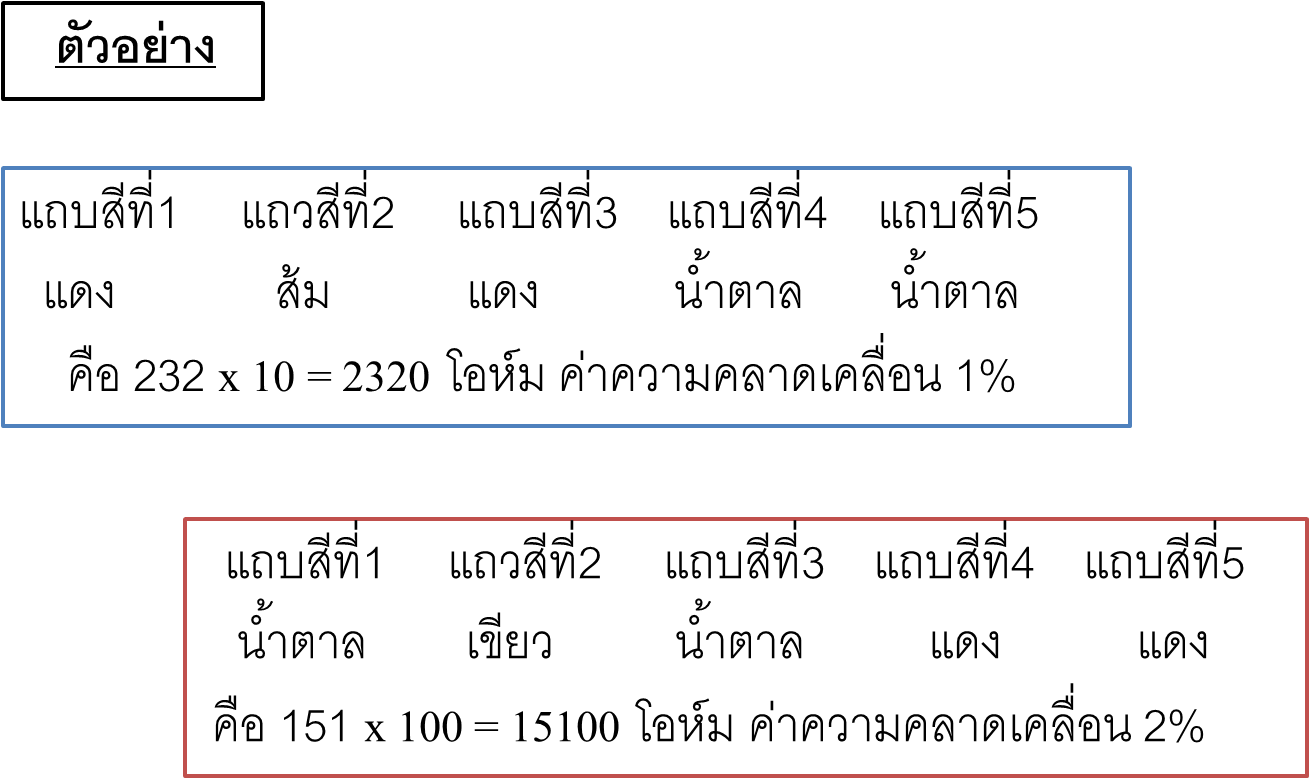 ตัวอย่าง
แถบสีที่1 แถวสีที่2 แถบสีที่3 แถบสีที่4 แถบสีที่5
แดง ส้ม แดง น้ำตาล น้ำตาล
คือ 232 x 10 = 2320 โอห์ม ค่าความคลาดเคลื่อน 1%
แถบสีที่1 แถวสีที่2 แถบสีที่3 แถบสีที่4 แถบสีที่5
น้ำตาล เขียว น้ำตาล แดง แดง
คือ 151 x 100 = 15100 โอห์ม ค่าความคลาดเคลื่อน 2%